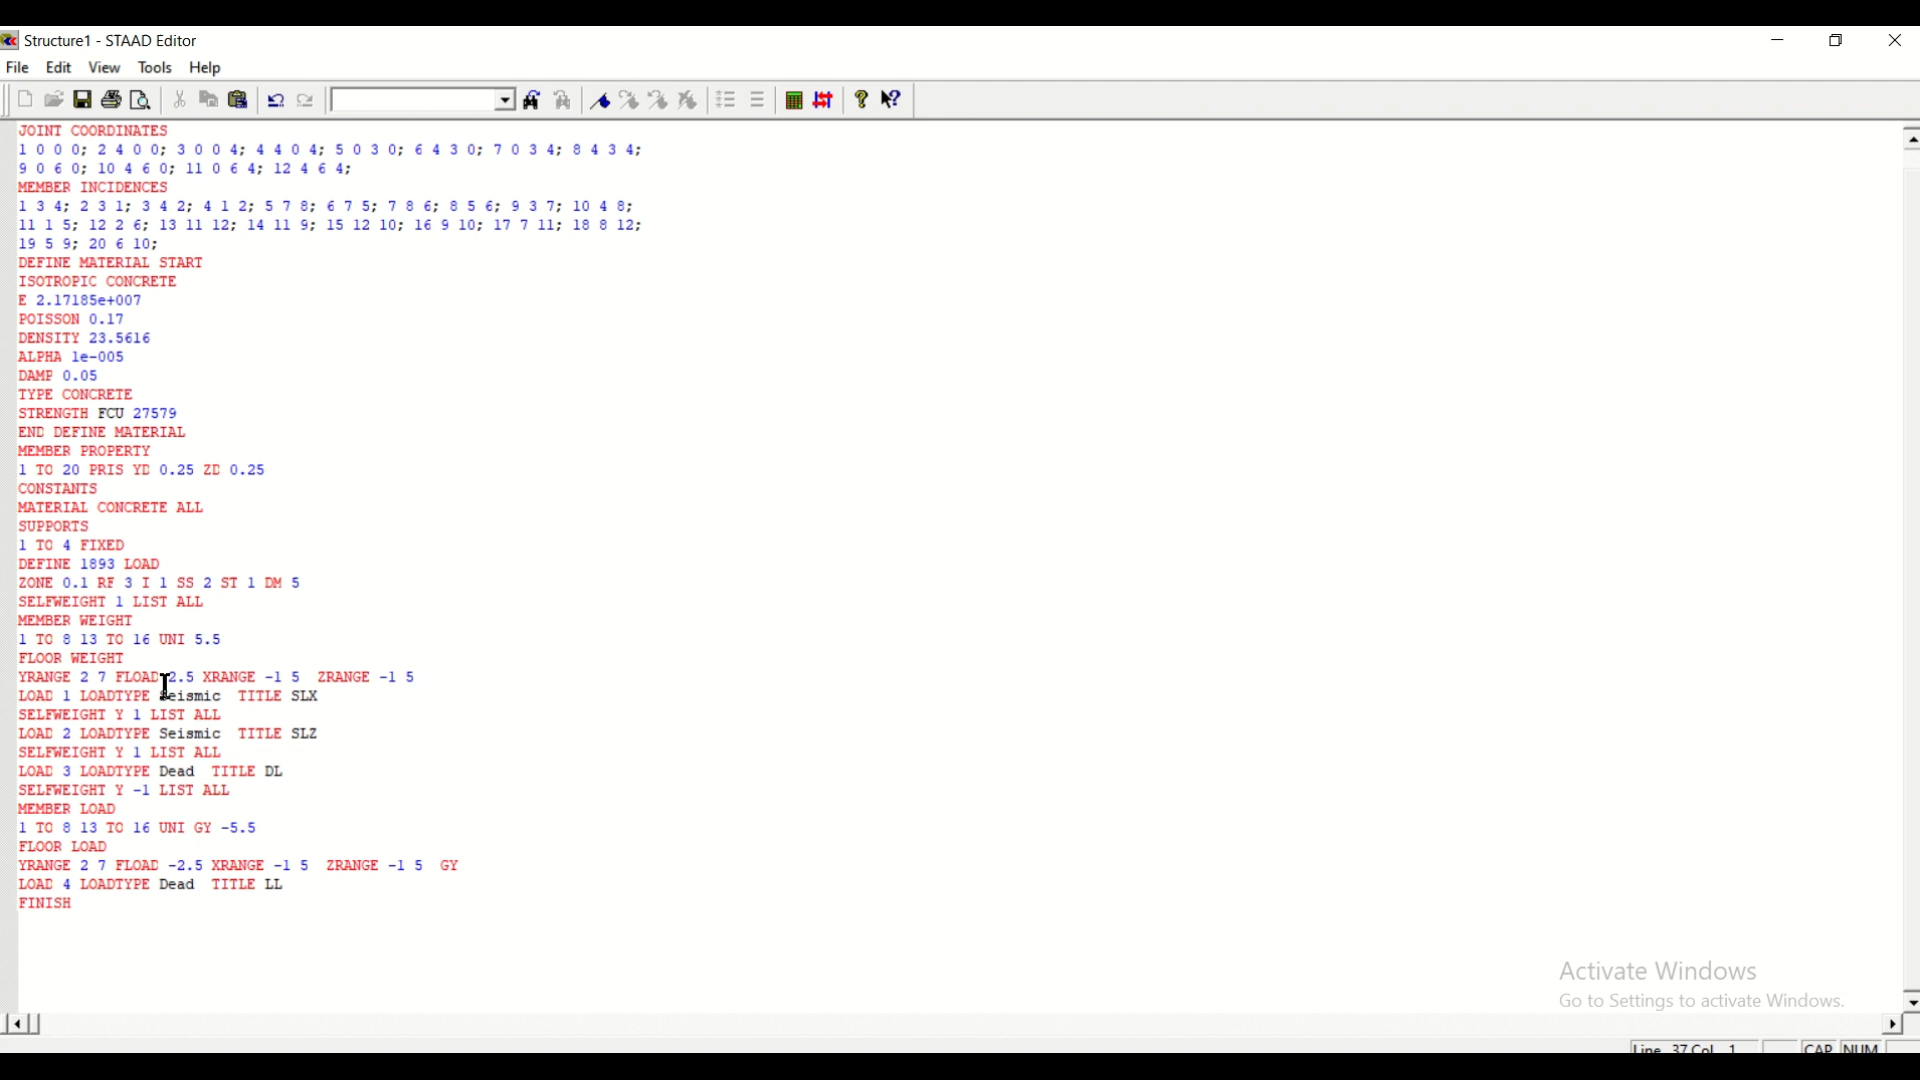 Structure1 - STAAD Editor
File Edit View Tools Help
JOINT COORDINATES
1 0 0 0; 2 4 0 0; 3 0 0 4; 4 4 0 4; 5 0 3 0; 6 4 3 0; 7 0 3 4; 8 4 3 4;
9 0 6 0; 10 4 6 0; 11 0 6 4; 12 4 6 4;
MEMBER INCIDENCES
1 3 4; 2 3 1; 3 4 2; 4 1 2; 5 7 8; 6 7 5; 7 8 6; 8 5 6; 9 3 7; 10 4 8;
11 1 5; 12 2 6; 13 11 12; 14 11 9; 15 12 10; 16 9 10; 17 7 11; 18 8 12;
19 5 9; 20 6 10;
DEFINE MATERIAL START
ISOTROPIC CONCRETE
E 2.17185e+007
POISSON 0.17
DENSITY 23.5616
ALPHA 1e-005
DAMP 0.05
TYPE CONCRETE
STRENGTH FCU 27579
END DEFINE MATERIAL
MEMBER PROPERTY
1 TO 20 PRIS YD 0.25 ZD 0.25
CONSTANTS
MATERIAL CONCRETE ALL
SUPPORTS
1 TO 4 FIXED
DEFINE 1893 LOAD
ZONE 0.1 RF 3 I 1 SS 2 ST 1 DM 5
SELFWEIGHT 1 LIST ALL
MEMBER WEIGHT
1 TO 8 13 TO 16 UNI 5.5
FLOOR WEIGHT
YRANGE 2 7 FLOAD 2.5 XRANGE -1 5 ZRANGE -1 5
LOAD 1 LOADTYPE Seismic TITLE SLX
SELFWEIGHT Y 1 LIST ALL
LOAD 2 LOADTYPE Seismic TITLE SLZ
SELFWEIGHT Y 1 LIST ALL
LOAD 3 LOADTYPE Dead TITLE DL
SELFWEIGHT Y -1 LIST ALL
MEMBER LOAD
1 TO 8 13 TO 16 UNI GY -5.5
FLOOR LOAD
YRANGE 2 7 FLOAD -2.5 XRANGE -1 5 ZRANGE -1 5 GY
LOAD 4 LOADTYPE Dead TITLE LL
FINISH
Activate Windows
Go to Settings to activate Windows.
Line 37 Col 1 CAP NUM